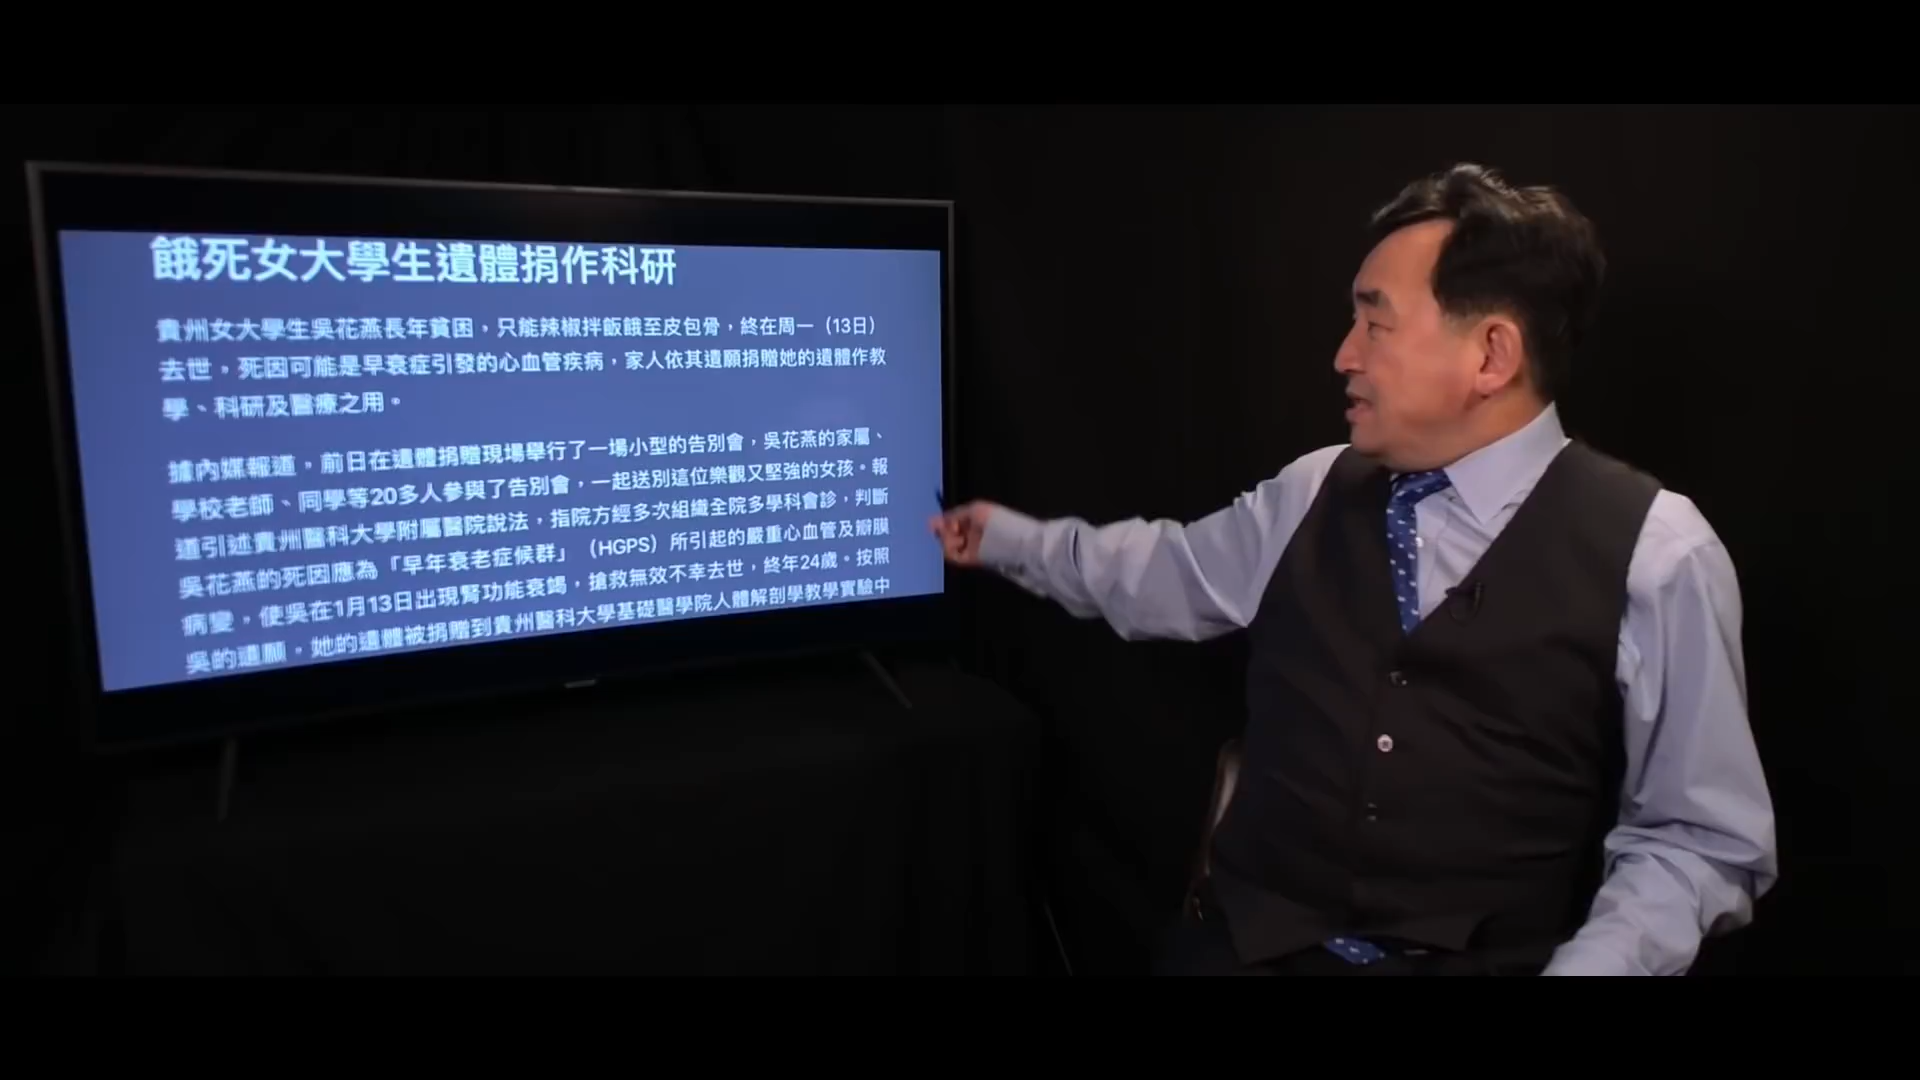 餓死女大學生遺體捐作科研
貴州女大學生吳花燕長年貧困，只能辣椒拌飯餓至皮包骨，終在周一（13日）
去世，死因可能是早衰症引發的心血管疾病，家人依其遺願捐贈她的遺體作教
學、科研及醫療之用。
據內媒報道，前日在遺體捐贈現場舉行了一場小型的告別會，吳花燕的家屬、
學校老師、同學等20多人參與了告別會，一起送別這位樂觀又堅強的女孩。報
道引述貴州醫科大學附屬醫院說法，指院方經多次組織全院多學科會診，判斷
吳花燕的死因應為「早年衰老症候群」（HGPS）所引起的嚴重心血管及瓣膜
病變，使吳在1月13日出現腎功能衰竭，搶救無效不幸去世，終年24歲。按照
吳的遺願，她的遺體被捐贈到貴州醫科大學基礎醫學院人體解剖學教學實驗中